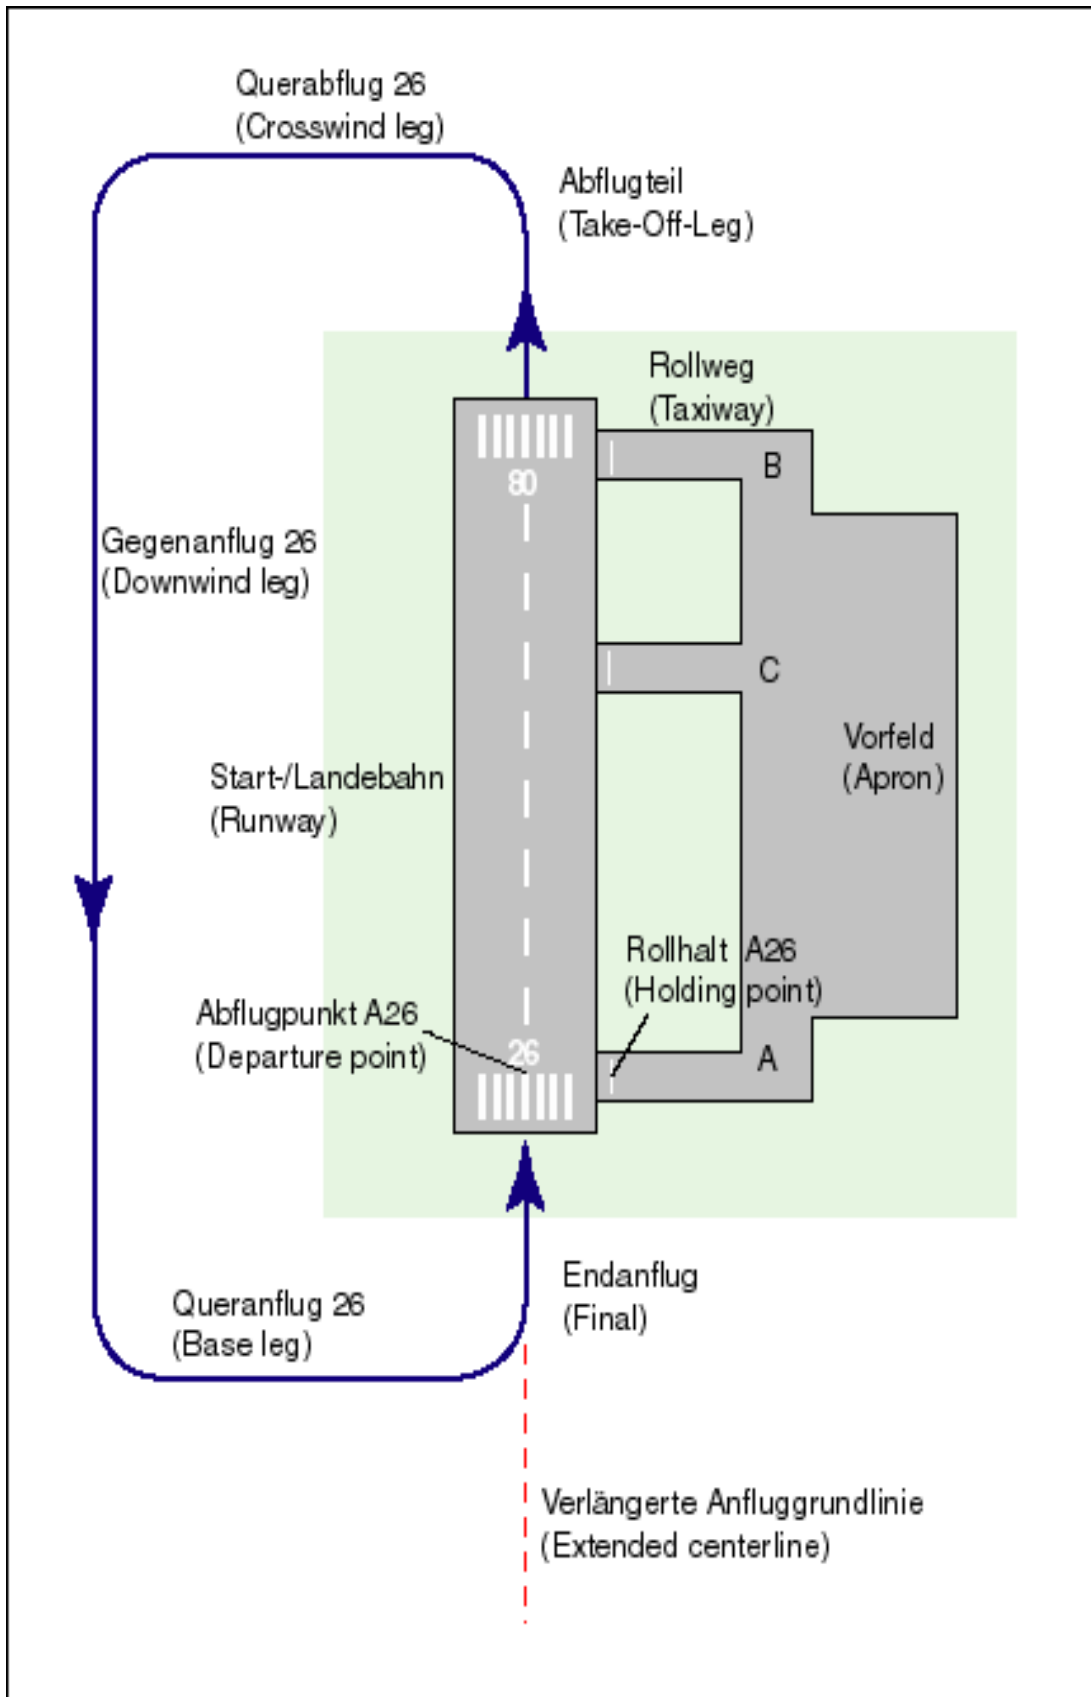 Querabflug 26
(Crosswind leg)
Abflugteil
(Take-Off-Leg)
Rollweg
(Taxiway)
B
80
Gegenanflug 26
(Downwind leg)
C
Vorfeld
(Apron)
Start-/Landebahn
(Runway)
Rollhalt A26
(Holding point)
Abflugpunkt A26
(Departure point)
26
A
Endanflug
(Final)
Queranflug 26
(Base leg)
Verlängerte Anfluggrundlinie
(Extended centerline)